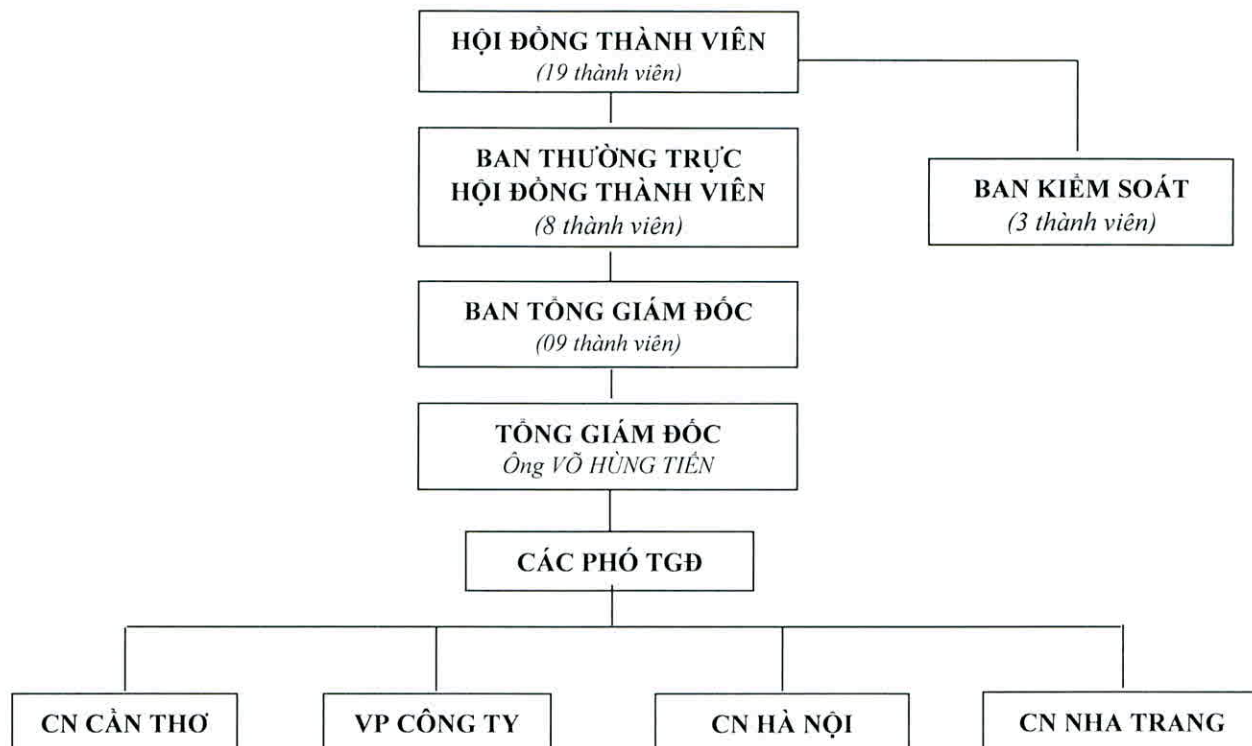 HỘI ĐỒNG THÀNH VIÊN
(19 thành viên)
BAN THƯỜNG TRỰC
HỘI ĐỒNG THÀNH VIÊN
(8 thành viên)
BAN KIỂM SOÁT
(3 thành viên)
BAN TỔNG GIÁM ĐỐC
(09 thành viên)
TỔNG GIÁM ĐỐC
Ông VÕ HÙNG TIẾN
CÁC PHÓ TGĐ
CN CẦN THƠ
VP CÔNG TY
CN HÀ NỘI
CN NHA TRANG